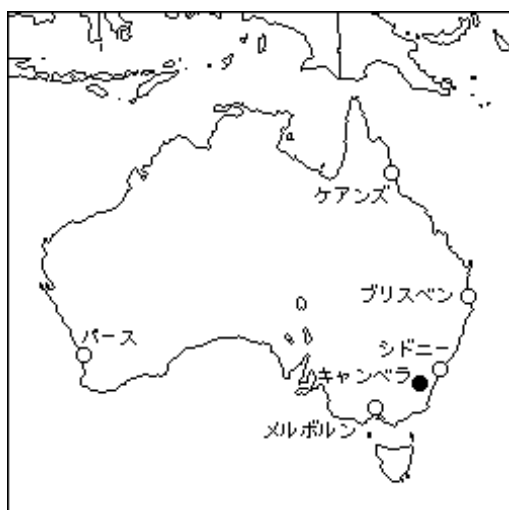 ケアンズ
ブリスベン
パース
シドニー
キャンベラ
メルボルン